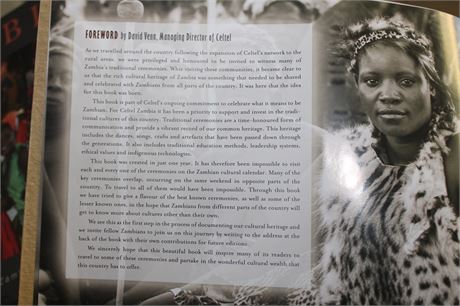 FOREWORD by David Venn, Managing Director of Celtel
As we travelled around the country following the expansion of Celtel's network to the
rural areas, we were privileged and honoured to be invited to witness many of
Zambia's traditional ceremonies. While visiting these communities, it became clear to
us that the rich cultural heritage of Zambia was something that needed to be shared
and celebrated with Zambians from all parts of the country. It was here that the idea
for this book was born.
This book is part of Celtel's ongoing commitment to celebrate what it means to be
Zambian. For Celtel Zambia it has been a priority to support and invest in the tradi-
tional cultures of this country. Traditional ceremonies are a time-honoured form of
communication and provide a vibrant record of our common heritage. This heritage
includes the dances, songs, crafts and artefacts that have been passed down through
the generations. It also includes traditional education methods, leadership systems,
ethical values and indigenous technologies.
This book was created in just one year. It has therefore been impossible to visit
each and every one of the ceremonies on the Zambian cultural calendar. Many of the
key ceremonies overlap, occurring on the same weekend in opposite parts of the
country. To travel to all of them would have been impossible. Through this book
we have tried to give a flavour of the best known ceremonies, as well as some of the
lesser known ones, in the hope that Zambians from different parts of the country will
get to know more about cultures other than their own.
We see this as the first step in the process of documenting our cultural heritage and
we invite fellow Zambians to join us on this journey by writing to the address at the
back of the book with their own contributions for future editions.
We sincerely hope that this beautiful book will inspire many of its readers to
travel to some of these ceremonies and partake in the wonderful cultural wealth that
this country has to offer.